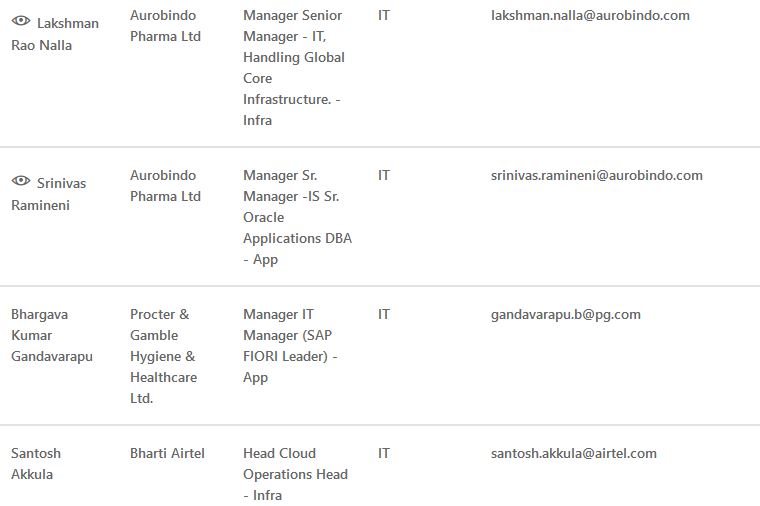 Lakshman
Rao Nalla
Aurobindo
Pharma Ltd
Manager Senior
Manager - IT,
Handling Global
Core
Infrastructure. -
Infra
IT
lakshman.nalla@aurobindo.com
Srinivas
Ramineni
Aurobindo
Pharma Ltd
Manager Sr.
Manager -IS Sr.
Oracle
Applications DBA
- App
IT
srinivas.ramineni@aurobindo.com
Bhargava
Kumar
Gandavarapu
Procter &
Gamble
Hygiene &
Healthcare
Ltd.
Manager IT
Manager (SAP
FIORI Leader) -
App
IT
gandavarapu.b@pg.com
Santosh
Akkula
Bharti Airtel
Head Cloud
Operations Head
- Infra
IT
santosh.akkula@airtel.com